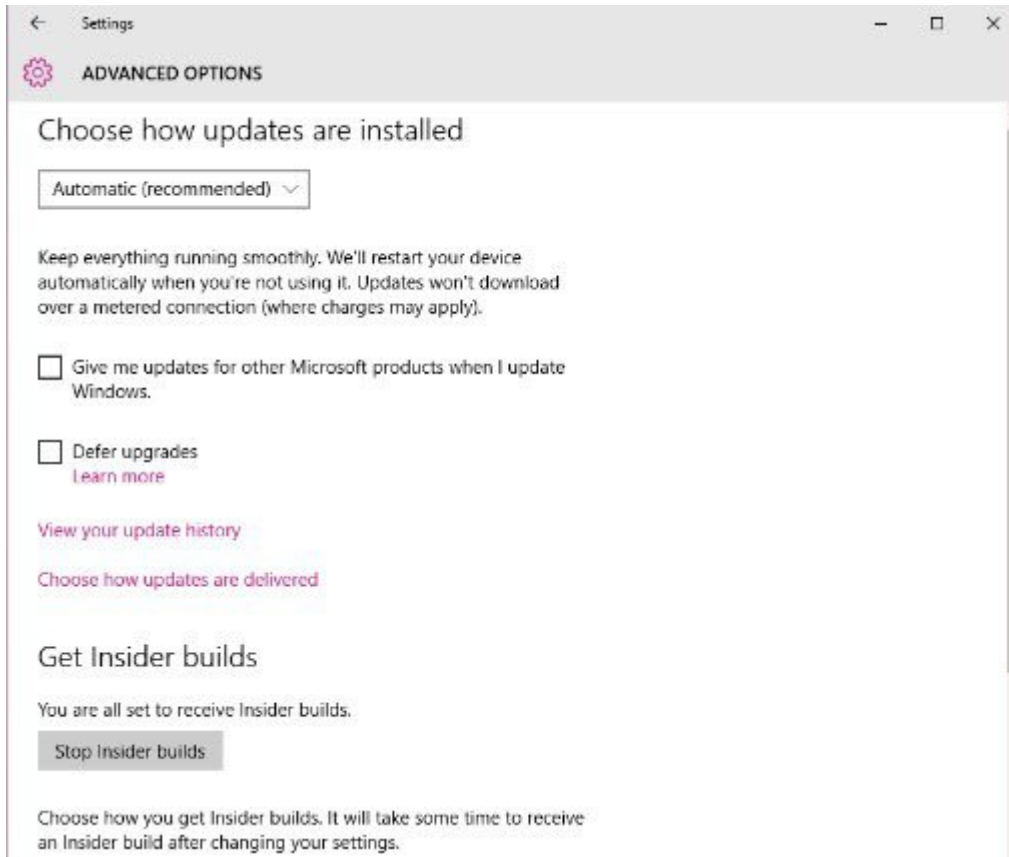 Settings
ADVANCED OPTIONS
Choose how updates are installed
Automatic (recommended)
Keep everything running smoothly. We'll restart your device
automatically when you're not using it. Updates won't download
over a metered connection (where charges may apply).
Give me updates for other Microsoft products when I update
Windows.
Defer upgrades
Learn more
View your update history
Choose how updates are delivered
Get Insider builds
You are all set to receive Insider builds.
Stop Insider builds
Choose how you get Insider builds. It will take some time to receive
an Insider build after changing your settings.